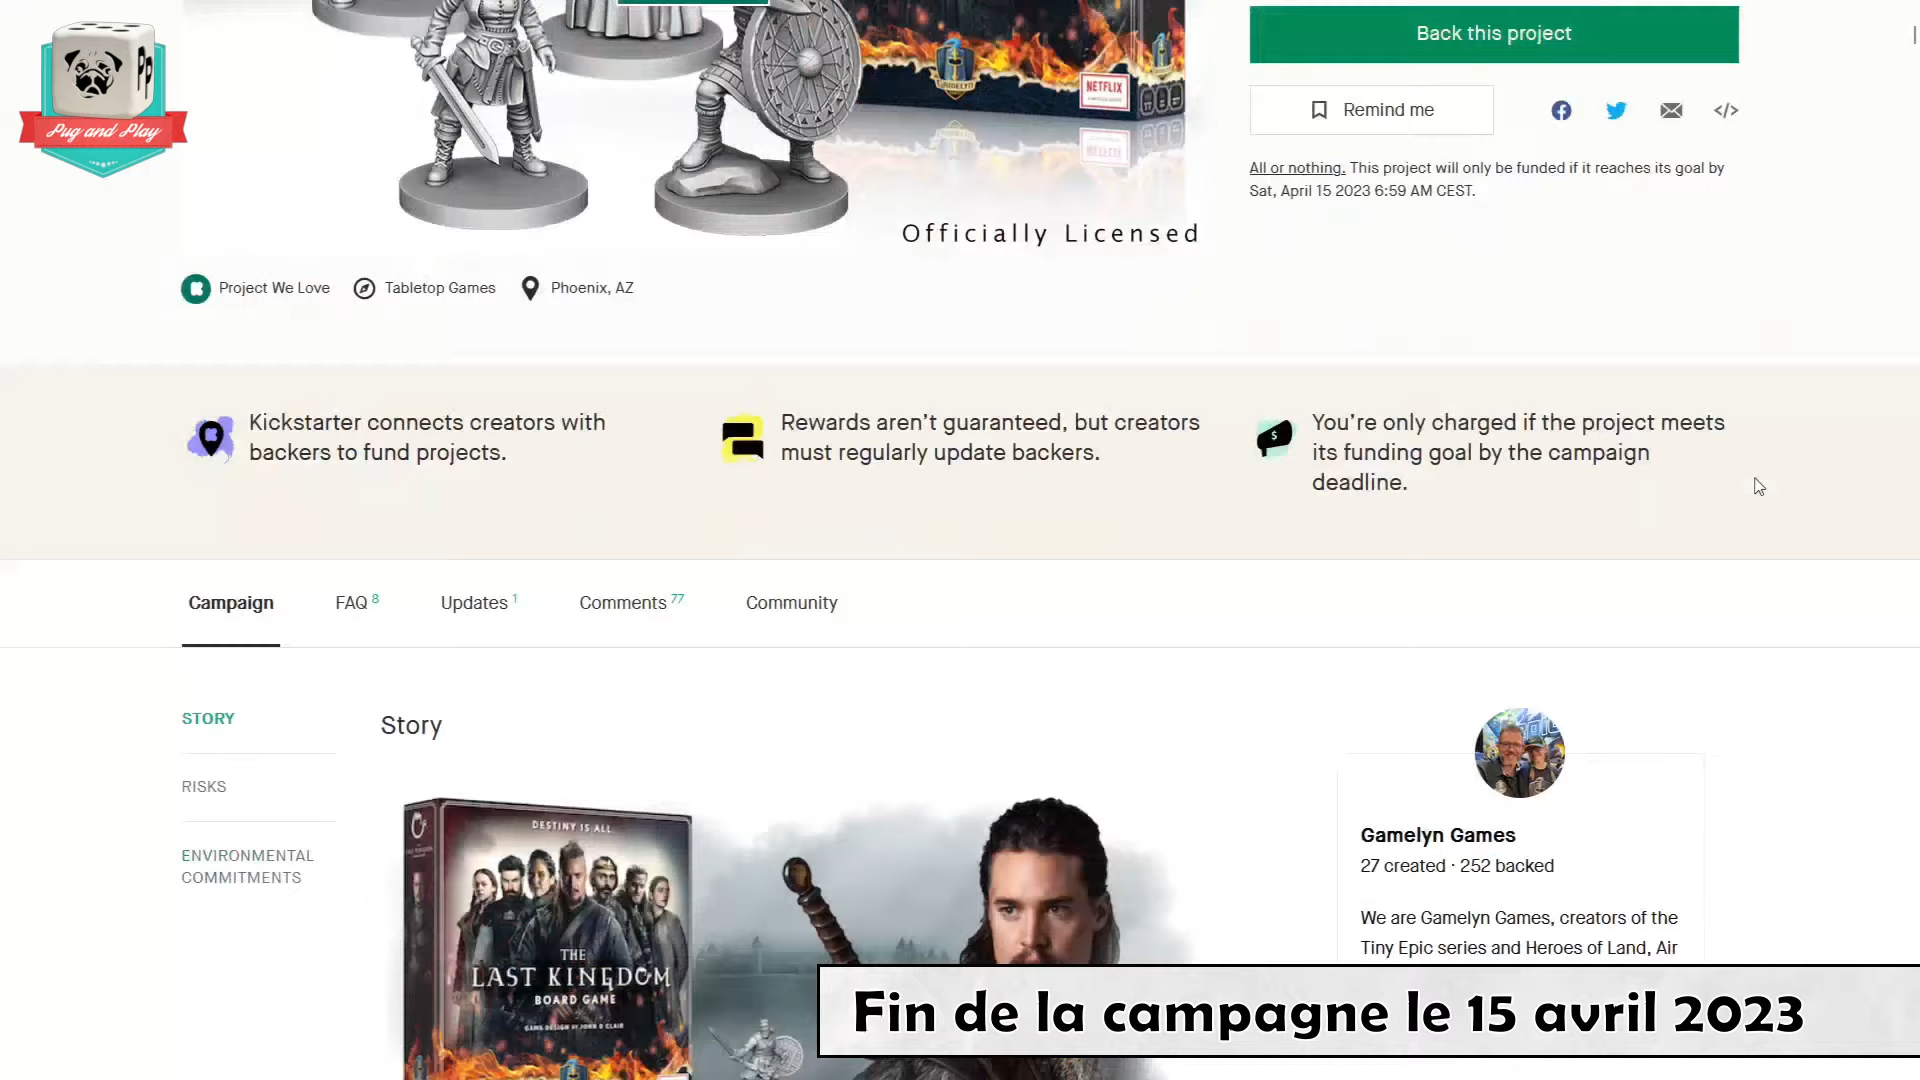 Pp
Pug and Play
NETFLIX
Back this project
Remind me
All or nothing. This project will only be funded if it reaches its goal by
Sat, April 15 2023 6:59 AM CEST.
Officially Licensed
Project We Love
Tabletop Games
Phoenix, AZ
Kickstarter connects creators with
backers to fund projects.
Rewards aren't guaranteed, but creators
must regularly update backers.
You're only charged if the project meets
its funding goal by the campaign
deadline.
Campaign
FAQ 8
Updates 1
Comments 77
Community
STORY
RISKS
ENVIRONMENTAL
COMMITMENTS
Story
DESTINY IS ALL
THE
LAST KINGDOM
BOARD GAME
GAME DESIGN BY JOHN D CLAIR
Gamelyn Games
27 created · 252 backed
We are Gamelyn Games, creators of the
Tiny Epic series and Heroes of Land, Air
Fin de la campagne le 15 avril 2023